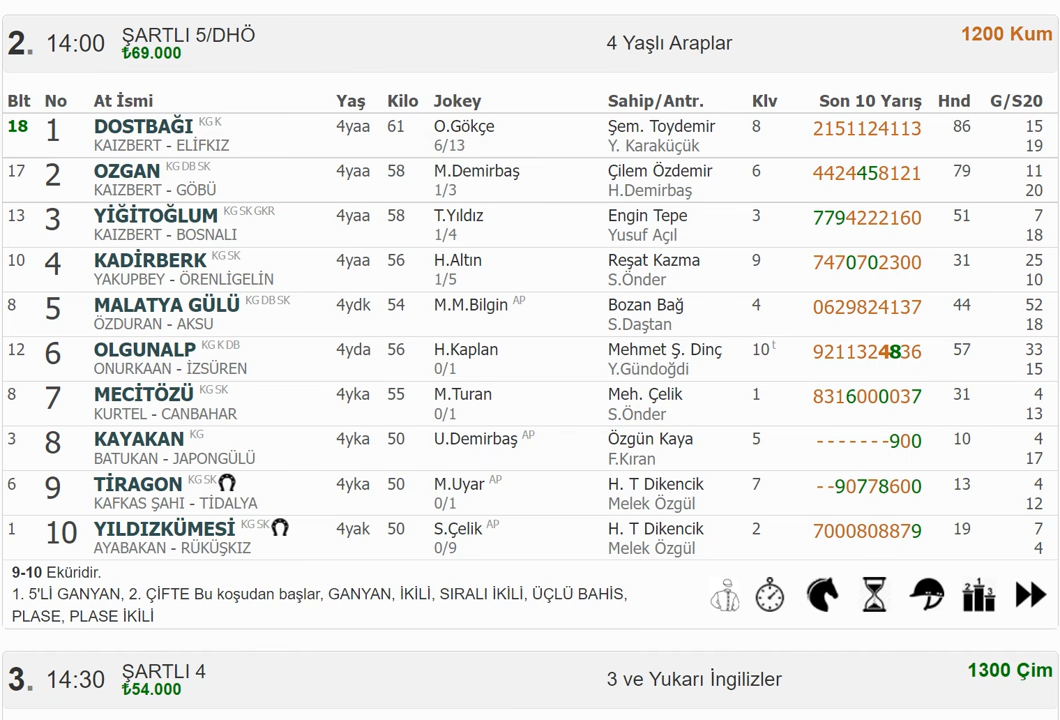 2. 14:00 ŞARTLI 5/DHÖ 4 Yaşlı Araplar 1200 Kum
₺69.000
Blt No At İsmi Yaş Kilo Jokey Sahip/Antr. Klv Son 10 Yarış Hnd G/S20
18 1 DOSTBAĞI KG K 4yaa 61 O.Gökçe Şem. Toydemir 8 2151124113 86 15
KAIZBERT - ELİFKIZ 6/13 Y. Karaküçük 19
17 2 OZGAN KG DB SK 4yaa 58 M.Demirbaş Çilem Özdemir 6 4424458121 79 11
KAIZBERT - GÖBÜ 1/3 H.Demirbaş 20
13 3 YİĞİTOĞLUM KG SK GKR 4yaa 58 T.Yıldız Engin Tepe 3 7794222160 51 7
KAIZBERT - BOSNALI 1/4 Yusuf Açıl 18
10 4 KADİRBERK KG SK 4yaa 56 H.Altın Reşat Kazma 9 7470702300 31 25
YAKUPBEY - ÖRENLİGELİN 1/5 S.Önder 10
8 5 MALATYA GÜLÜ KG DB SK 4ydk 54 M.M.Bilgin AP Bozan Bağ 4 0629824137 44 52
ÖZDURAN - AKSU S.Daştan 18
12 6 OLGUNALP KG K DB 4yda 56 H.Kaplan Mehmet Ş. Dinç 10 t 9211324836 57 33
ONURKAAN - İZSÜREN 0/1 Y.Gündoğdi 15
8 7 MECİTÖZÜ KG SK 4yka 55 M.Turan Meh. Çelik 1 8316000037 31 4
KURTEL - CANBAHAR 0/1 S.Önder 13
3 8 KAYAKAN KG 4yka 50 U.Demirbaş AP Özgün Kaya 5 -------900 10 4
BATUKAN - JAPONGÜLÜ F.Kıran 17
6 9 TİRAGON KG SK 4yka 50 M.Uyar AP H. T Dikencik 7 --90778600 13 4
KAFKAS ŞAHI - TİDALYA 0/1 Melek Özgül 12
1 10 YILDIZKÜMESİ KG SK 4yak 50 S.Çelik AP H. T Dikencik 2 7000808879 19 7
AYABAKAN - RÜKÜŞKIZ 0/9 Melek Özgül 4
9-10 Eküridir.
1. 5'Lİ GANYAN, 2. ÇİFTE Bu koşudan başlar, GANYAN, İKİLİ, SIRALI İKİLİ, ÜÇLÜ BAHİS,
PLASE, PLASE İKİLİ
2 1 3
3. 14:30 ŞARTLI 4 3 ve Yukarı İngilizler 1300 Çim
₺54.000